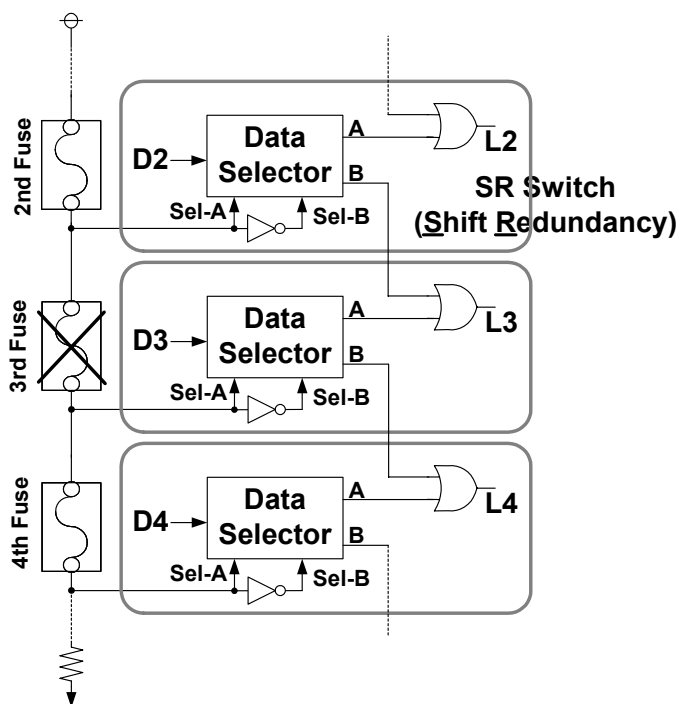 2nd Fuse
D2
Data
Selector
A
B
Sel-A
Sel-B
L2
SR Switch
(Shift Redundancy)
3rd Fuse
D3
Data
Selector
A
B
Sel-A
Sel-B
L3
4th Fuse
D4
Data
Selector
A
B
Sel-A
Sel-B
L4